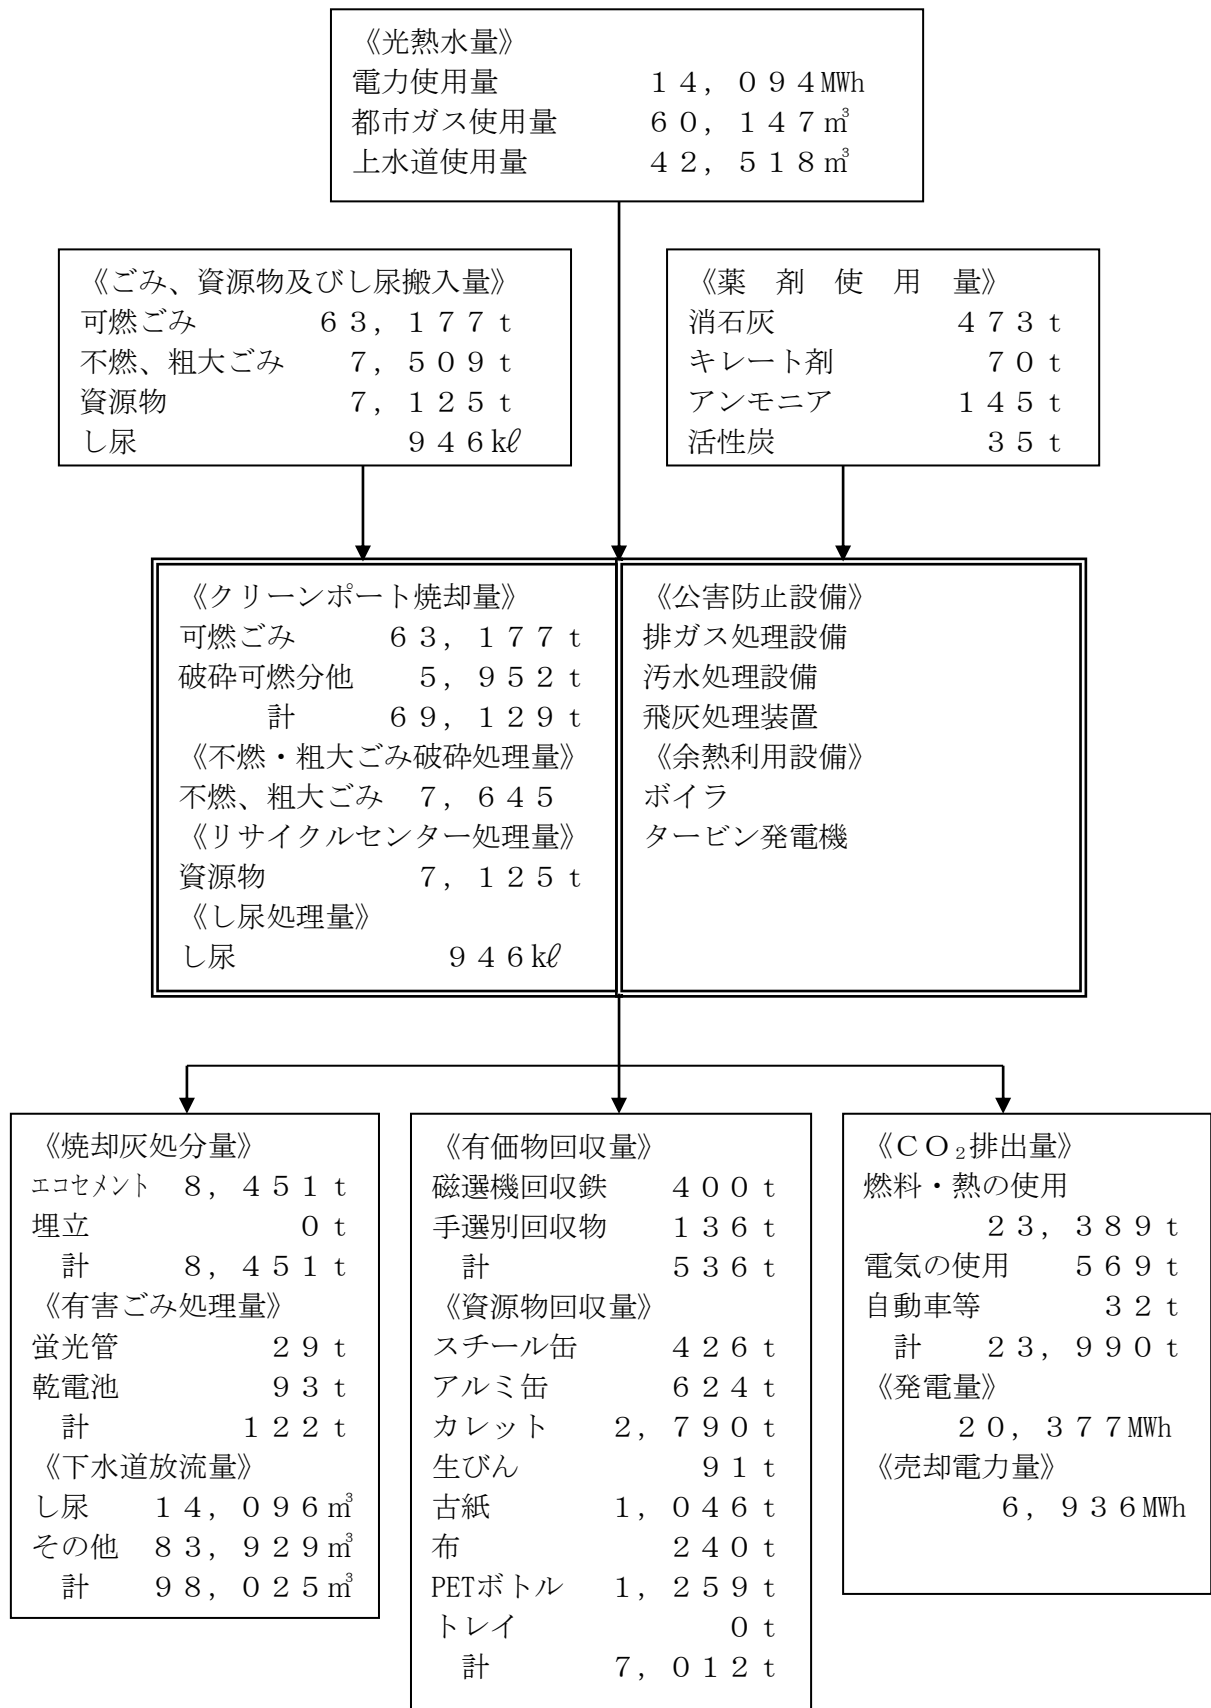 《光熱水量》
電力使用量 １４，０９４MWh
都市ガス使用量 ６０，１４７㎥
上水道使用量 ４２，５１８㎥
《ごみ、資源物及びし尿搬入量》
可燃ごみ ６３，１７７ｔ
不燃、粗大ごみ ７，５０９ｔ
資源物 ７，１２５ｔ
し尿 ９４６kℓ
《薬 剤 使 用 量》
消石灰 ４７３ｔ
キレート剤 ７０ｔ
アンモニア １４５ｔ
活性炭 ３５ｔ
《クリーンポート焼却量》
可燃ごみ ６３，１７７ｔ
破砕可燃分他 ５，９５２ｔ
計 ６９，１２９ｔ
《不燃・粗大ごみ破砕処理量》
不燃、粗大ごみ ７，６４５
《リサイクルセンター処理量》
資源物 ７，１２５ｔ
《し尿処理量》
し尿 ９４６kℓ
《公害防止設備》
排ガス処理設備
汚水処理設備
飛灰処理装置
《余熱利用設備》
ボイラ
タービン発電機
《焼却灰処分量》
エコセメント ８，４５１ｔ
埋立 ０ｔ
計 ８，４５１ｔ
《有害ごみ処理量》
蛍光管 ２９ｔ
乾電池 ９３ｔ
計 １２２ｔ
《下水道放流量》
し尿 １４，０９６㎥
その他 ８３，９２９㎥
計 ９８，０２５㎥
《有価物回収量》
磁選機回収鉄 ４００ｔ
手選別回収物 １３６ｔ
計 ５３６ｔ
《資源物回収量》
スチール缶 ４２６ｔ
アルミ缶 ６２４ｔ
カレット ２，７９０ｔ
生びん ９１ｔ
古紙 １，０４６ｔ
布 ２４０ｔ
PETボトル １，２５９ｔ
トレイ ０ｔ
計 ７，０１２ｔ
《ＣＯ₂排出量》
燃料・熱の使用
２３，３８９ｔ
電気の使用 ５６９ｔ
自動車等 ３２ｔ
計 ２３，９９０ｔ
《発電量》
２０，３７７MWh
《売却電力量》
６，９３６MWh